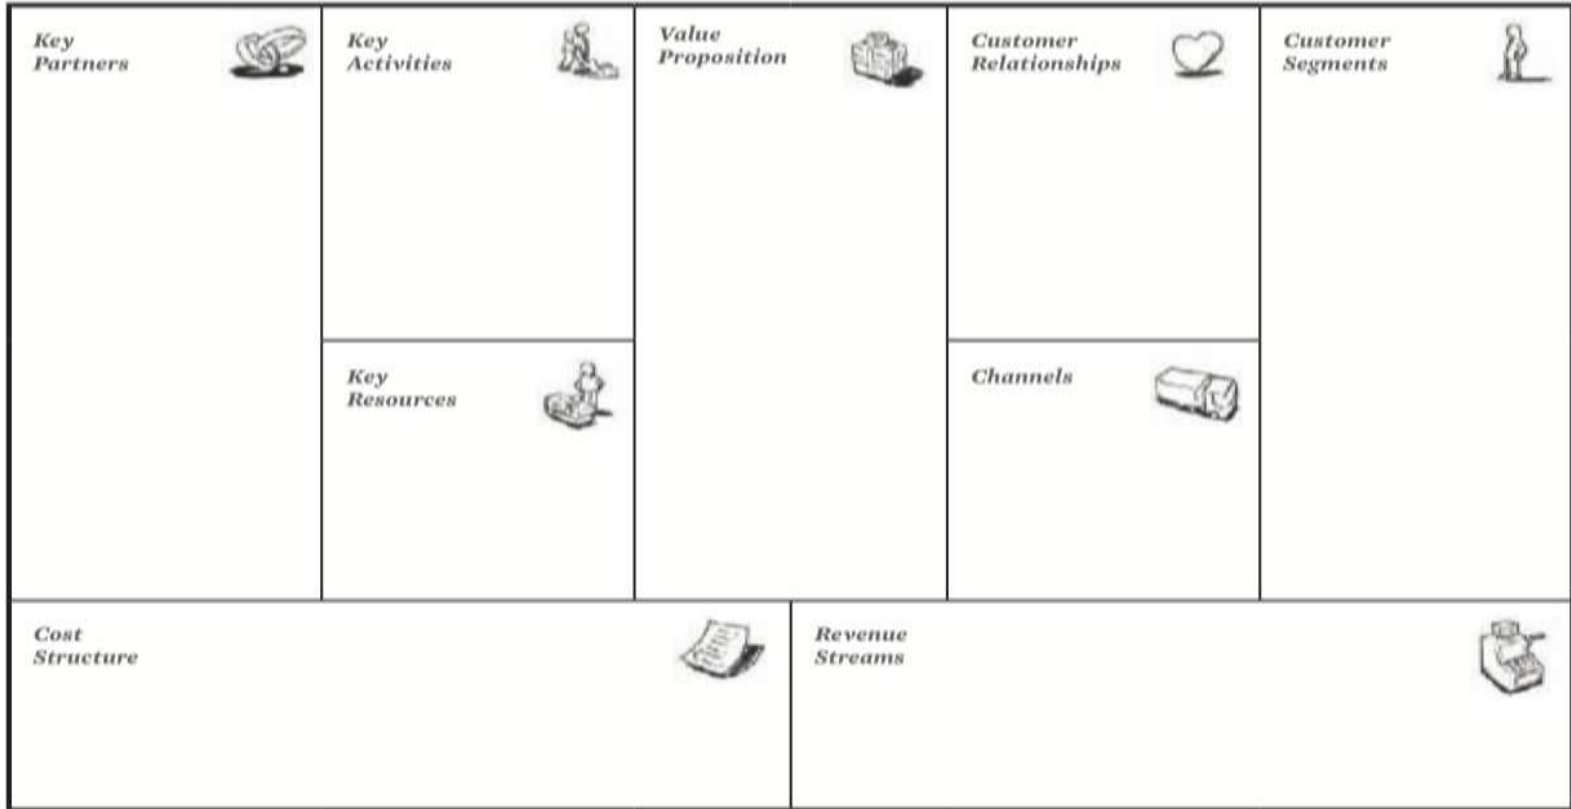 Key
Partners
Key
Activities
Value
Proposition
Customer
Relationships
Customer
Segments
Key
Resources
Channels
Cost
Structure
Revenue
Streams